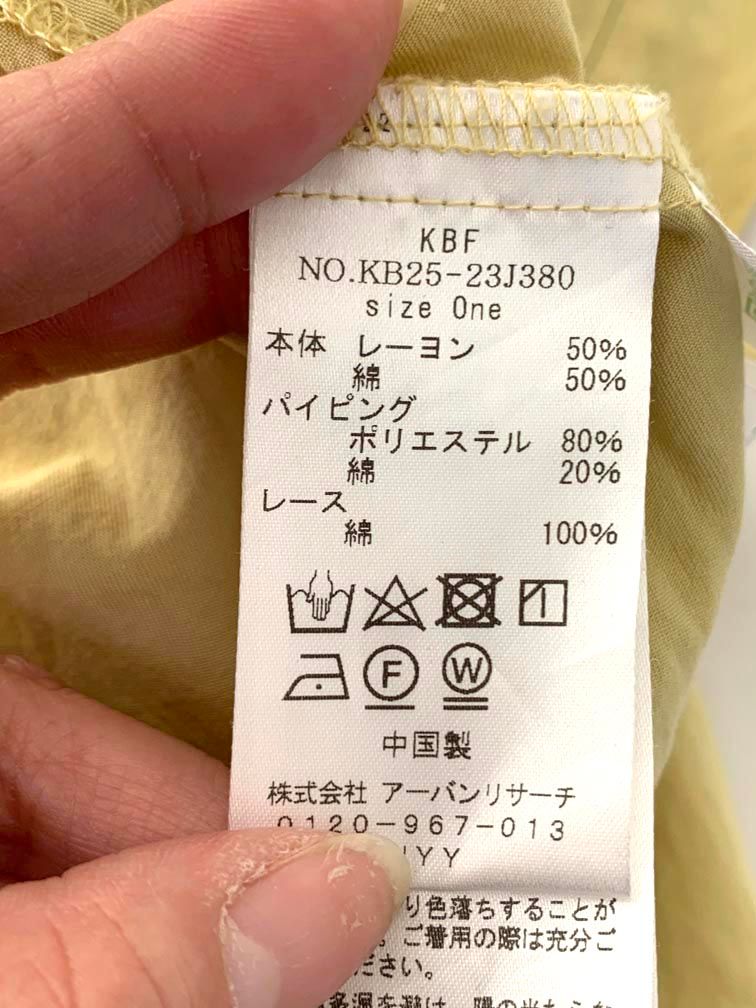 KBF
NO.KB25-23J380
size One
本体 レーヨン 50%
綿 50%
パイピング
ポリエステル 80%
綿 20%
レース
綿 100%
F W
中国製
株式会社 アーバンリサーチ
0120-967-013
YY
り色落ちすることが
。ご着用の際は充分ご
ださい。